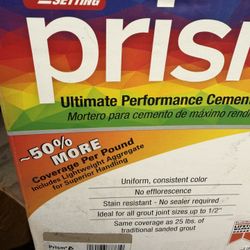 SETTING
pris
Ultimate Performance Cemen
Mortero para cemento de máximo rendi
~50%
MORE
Coverage Per Pound
Includes Lightweight Aggregate
for Superior Handling
Uniform, consistent color
No efflorescence
Stain resistant - No sealer required
Ideal for all grout joint sizes up to 1/2"
Same coverage as 25 lbs. of
traditional sanded grout
Prism®